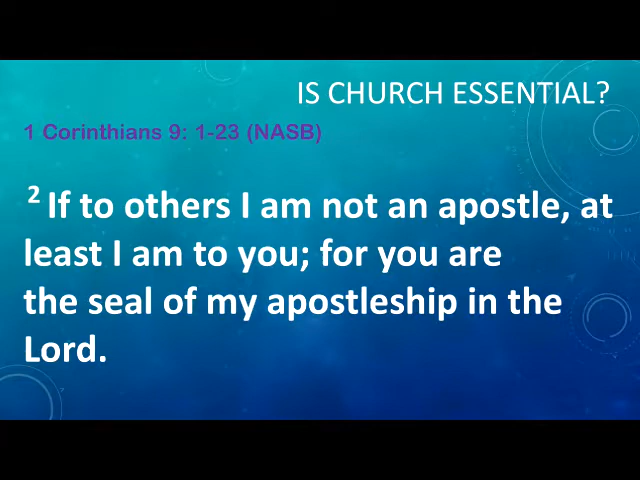 IS CHURCH ESSENTIAL?
1 Corinthians 9: 1-23 (NASB)
2 If to others I am not an apostle, at
least I am to you; for you are
the seal of my apostleship in the
Lord.